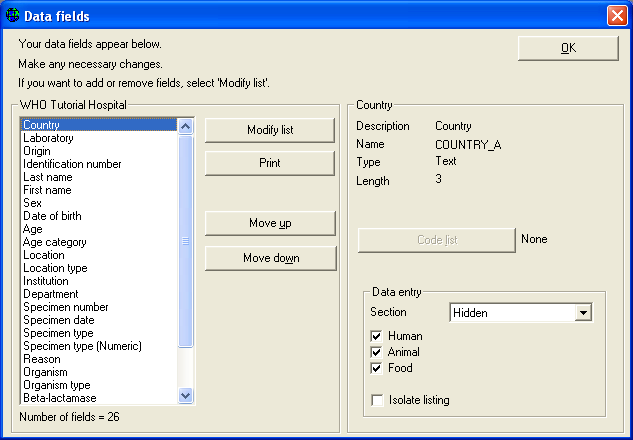 Data fields
Your data fields appear below.
Make any necessary changes.
If you want to add or remove fields, select 'Modify list'.
OK
WHO Tutorial Hospital
Country
Laboratory
Origin
Identification number
Last name
First name
Sex
Date of birth
Age
Age category
Location
Location type
Institution
Department
Specimen number
Specimen date
Specimen type
Specimen type (Numeric)
Reason
Organism
Organism type
Beta-lactamase
Number of fields = 26
Modify list
Print
Move up
Move down
Country
Description Country
Name COUNTRY_A
Type Text
Length 3
Code list None
Data entry
Section Hidden
Human
Animal
Food
Isolate listing